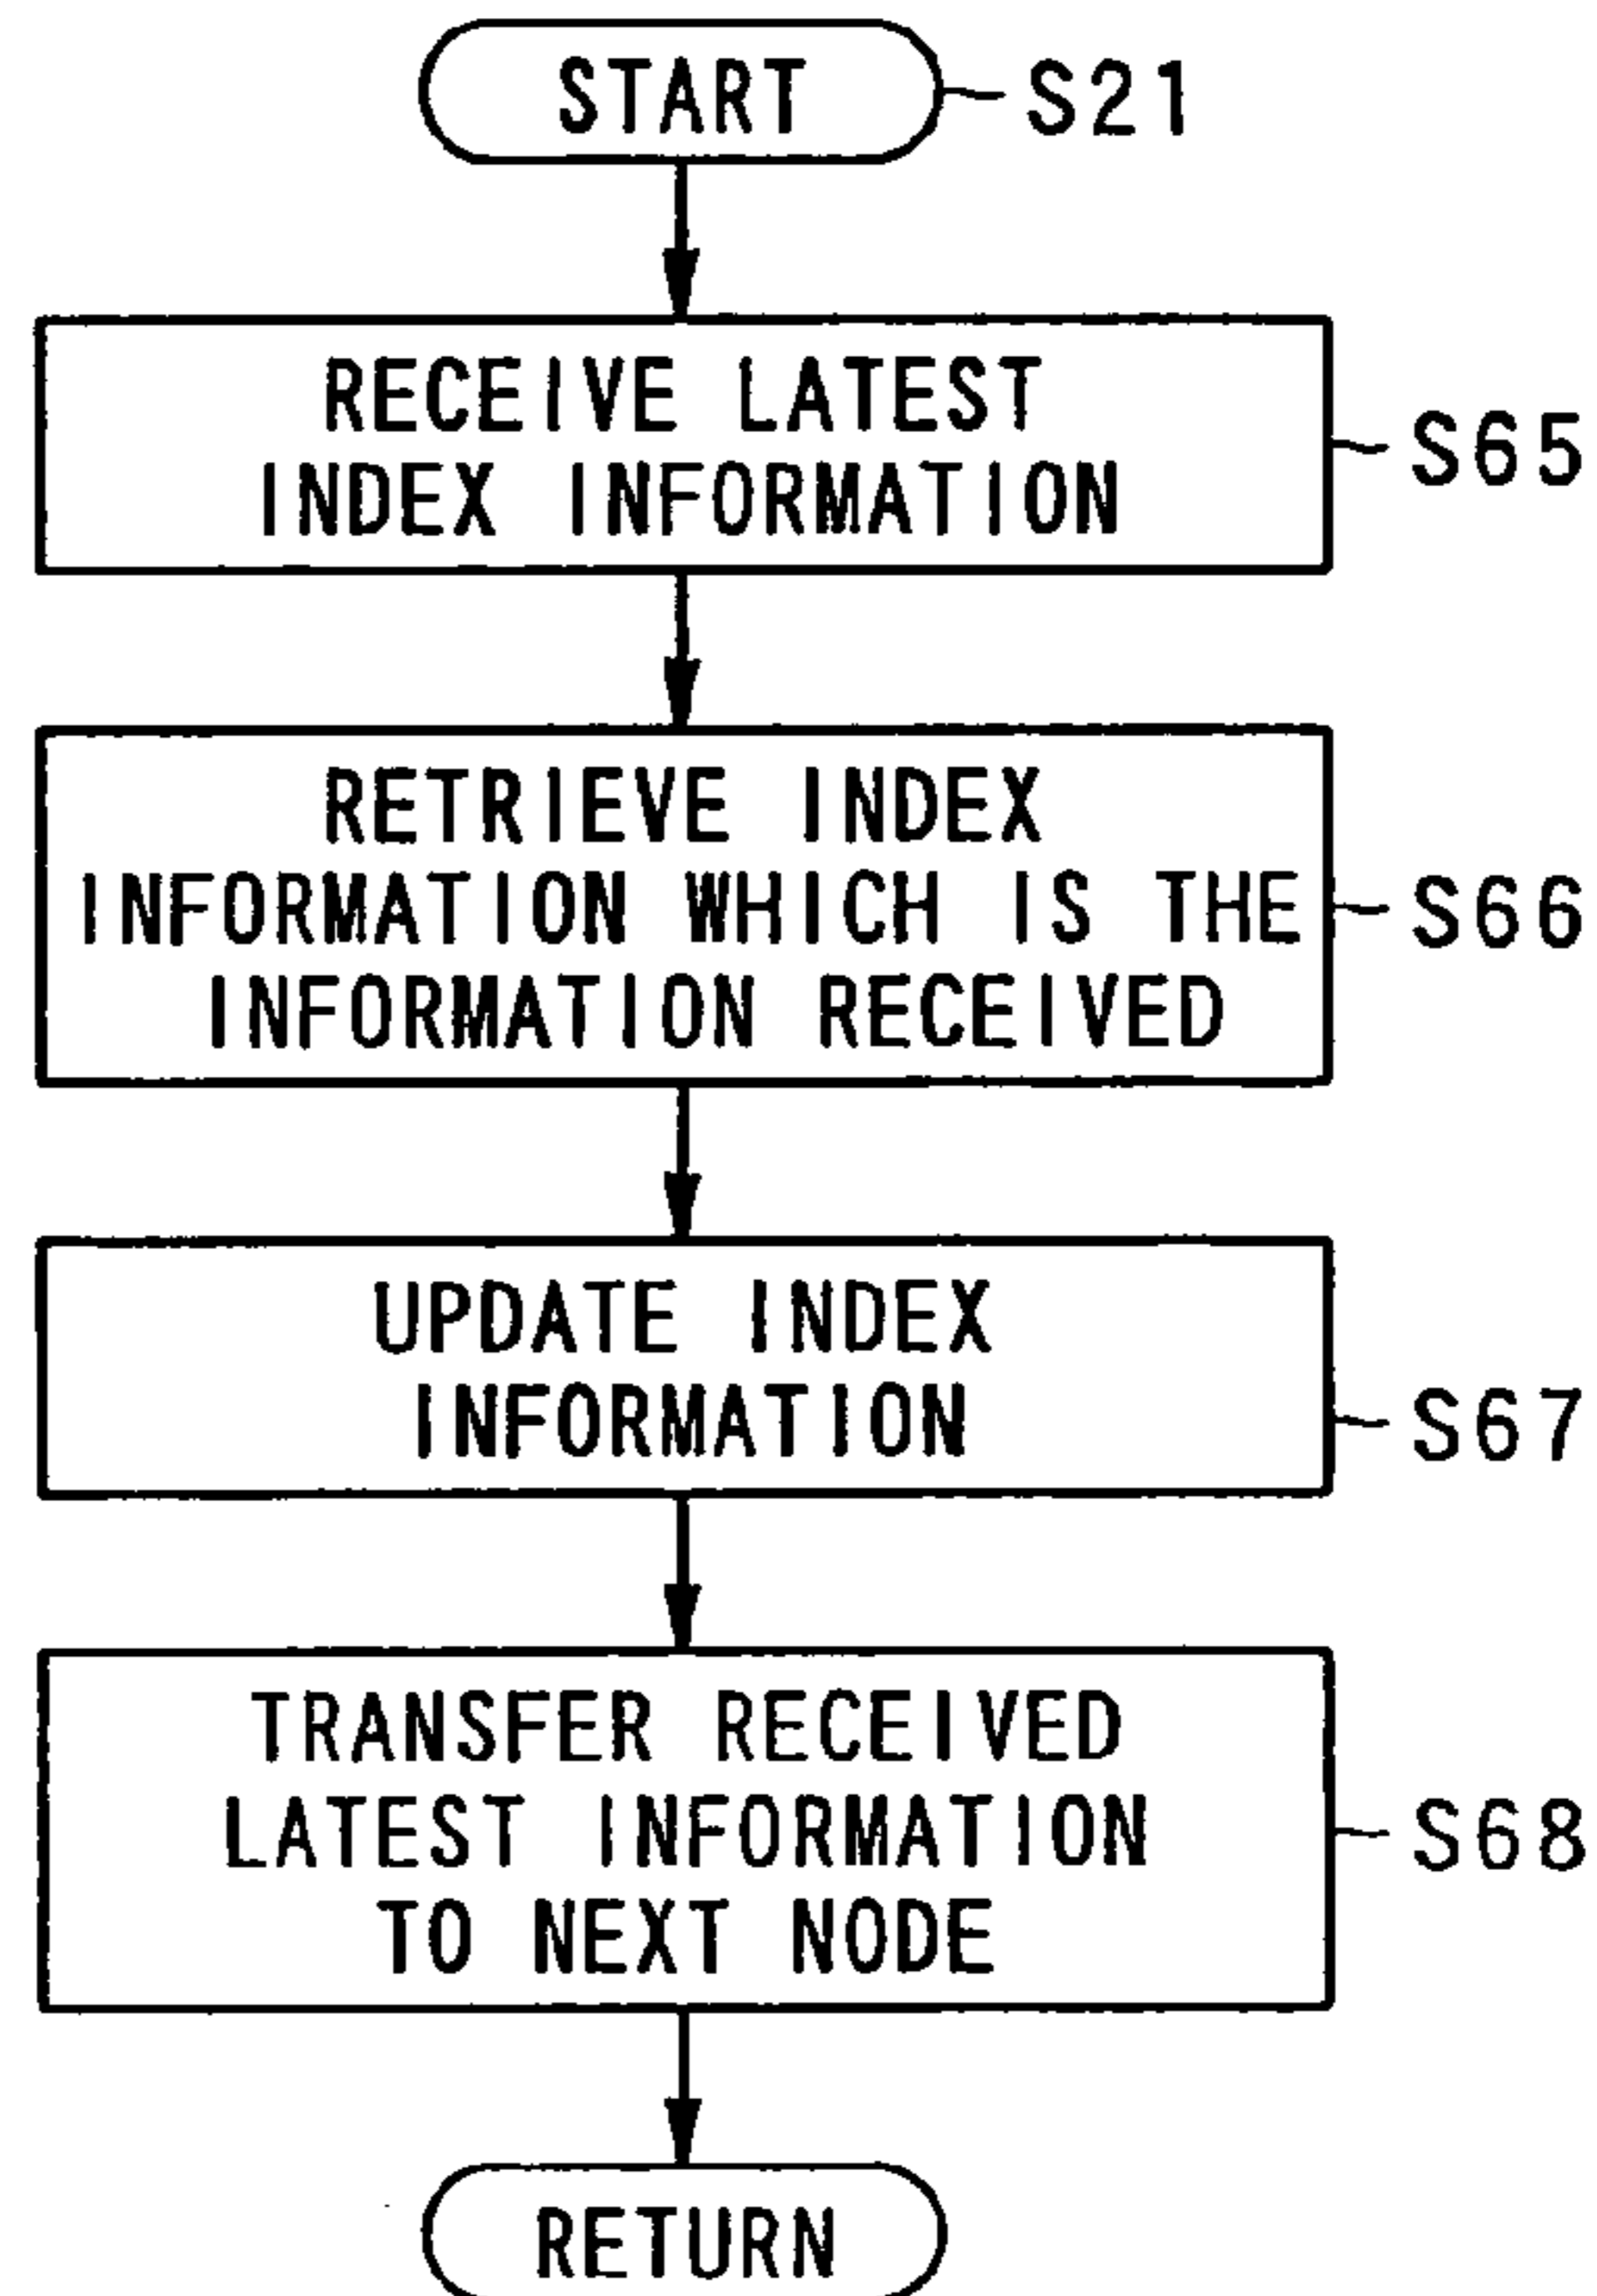 START
S21
RECEIVE LATEST
INDEX INFORMATION
S65
RETRIEVE INDEX
INFORMATION WHICH IS THE
INFORMATION RECEIVED
S66
UPDATE INDEX
INFORMATION
S67
TRANSFER RECEIVED
LATEST INFORMATION
TO NEXT NODE
S68
RETURN